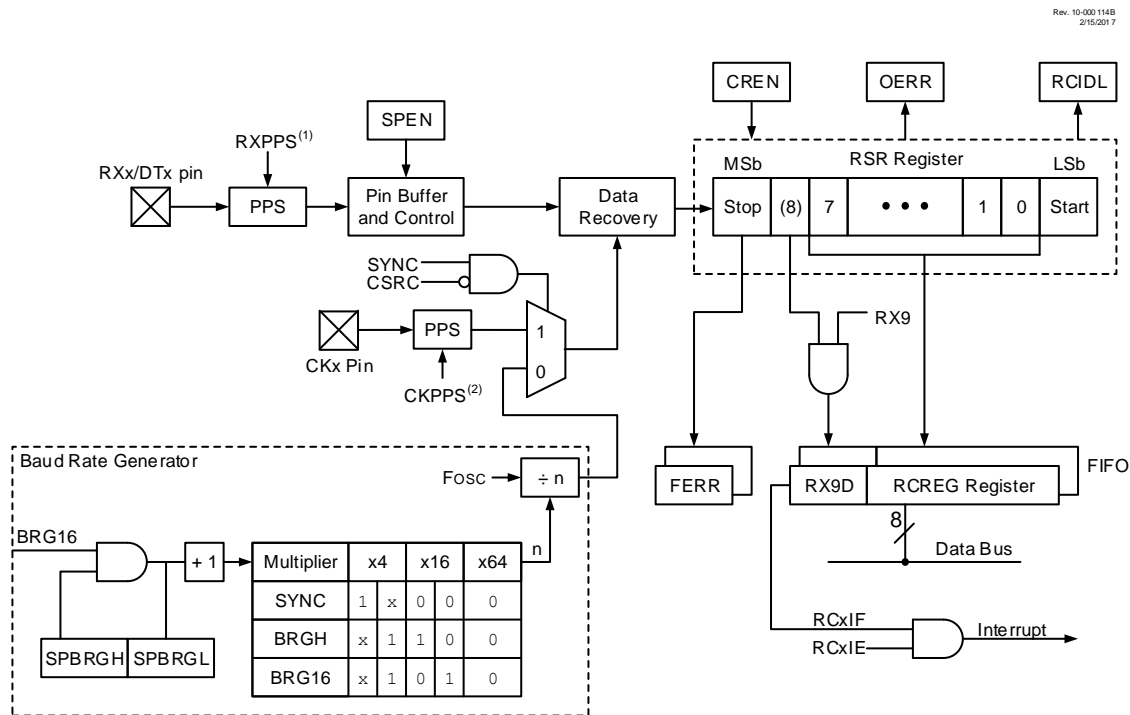 Rev. 10-000 114B
2/15/201 7
CREN
OERR
RCIDL
SPEN
RXPPS(1)
RXx/DTx pin
PPS
Pin Buffer
and Control
Data
Recovery
MSb
RSR Register
LSb
Stop
(8)
7
• • •
1
0
Start
SYNC
CSRC
PPS
CKx Pin
CKPPS(2)
1
0
RX9
Baud Rate Generator
Fosc
÷ n
n
BRG16
+ 1
SPBRGH
SPBRGL
Multiplier x4 x16 x64
SYNC 1 x 0 0 0
BRGH x 1 1 0 0
BRG16 x 1 0 1 0
FERR
RX9D
RCREG Register
FIFO
8
Data Bus
RCxIF
RCxIE
Interrupt